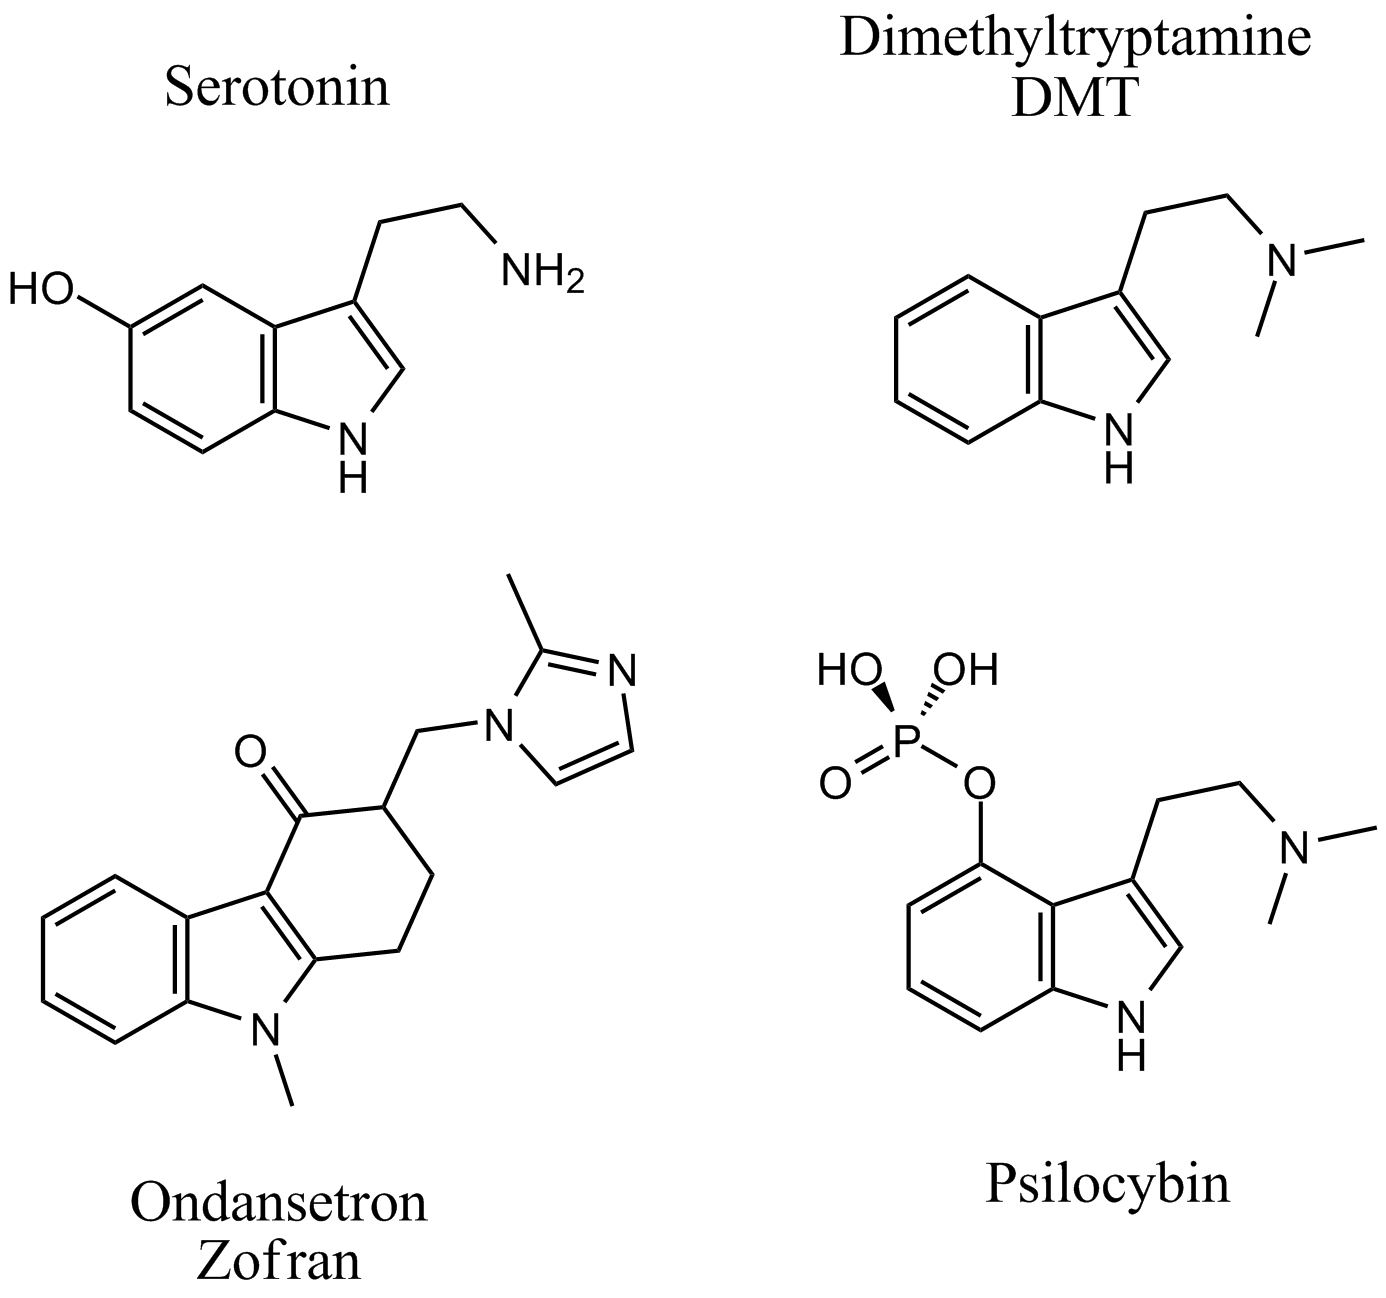 Serotonin
Dimethyltryptamine
DMT
HO
NH2
N
H
N
N
H
O
N
N
N
Ondansetron
Zofran
HO
OH
P
O
O
N
N
H
Psilocybin